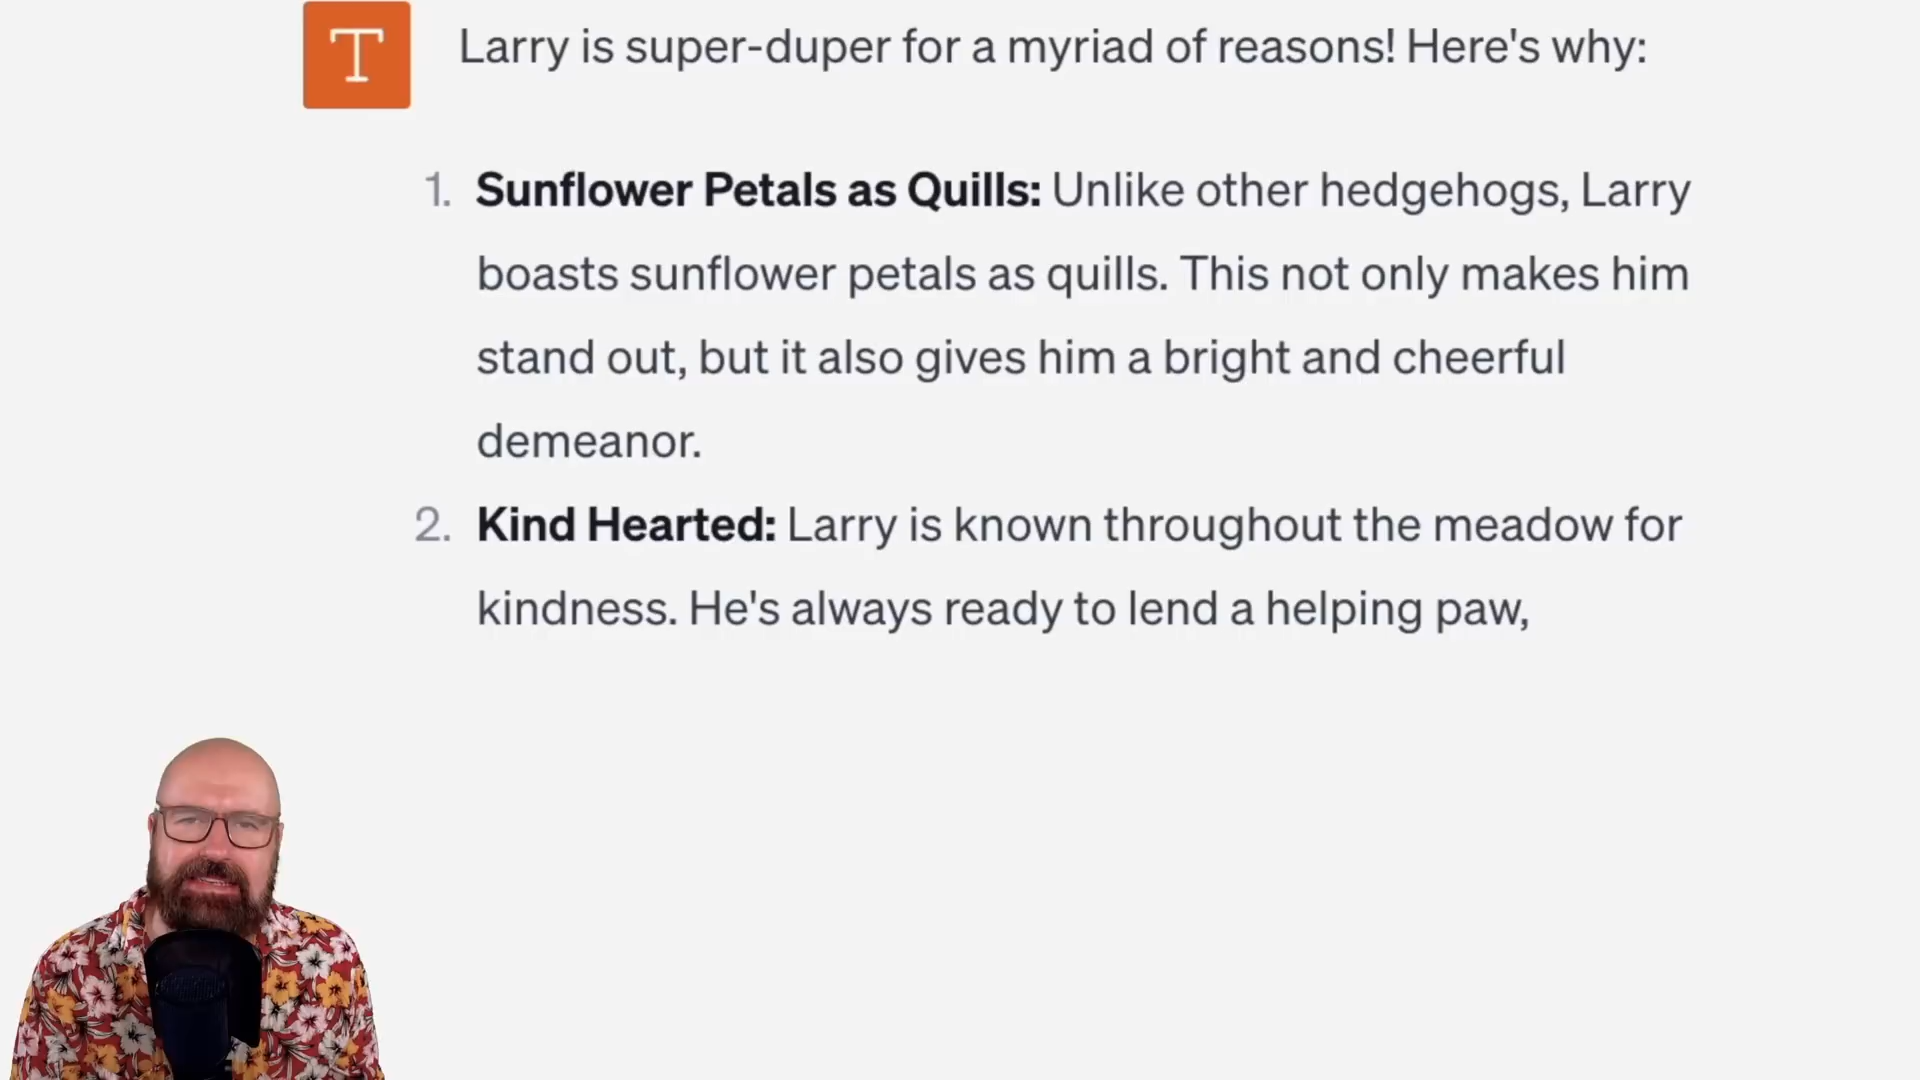 T
Larry is super-duper for a myriad of reasons! Here's why:
1. Sunflower Petals as Quills: Unlike other hedgehogs, Larry
boasts sunflower petals as quills. This not only makes him
stand out, but it also gives him a bright and cheerful
demeanor.
2. Kind Hearted: Larry is known throughout the meadow for
kindness. He's always ready to lend a helping paw,